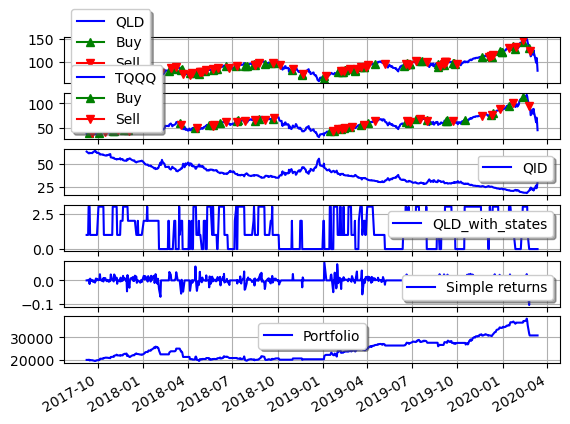 QLD
Buy
Sell
150
100
TQQQ
Buy
Sell
100
50
QID
50
25
QLD_with_states
2.5
0.0
Simple returns
0.0
−0.1
Portfolio
30000
20000
2017-10
2018-01
2018-04
2018-07
2018-10
2019-01
2019-04
2019-07
2019-10
2020-01
2020-04